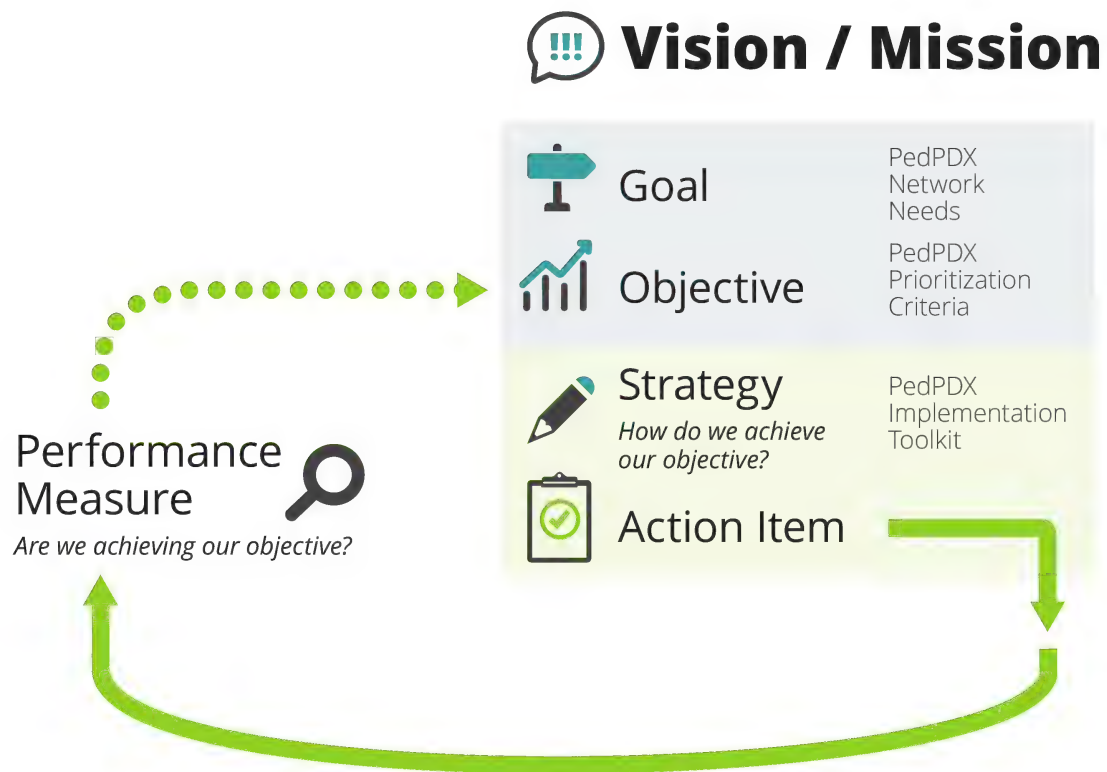 !!! Vision / Mission
Goal
PedPDX
Network
Needs
Objective
PedPDX
Prioritization
Criteria
Strategy
How do we achieve
our objective?
PedPDX
Implementation
Toolkit
Action Item
Performance
Measure
Are we achieving our objective?